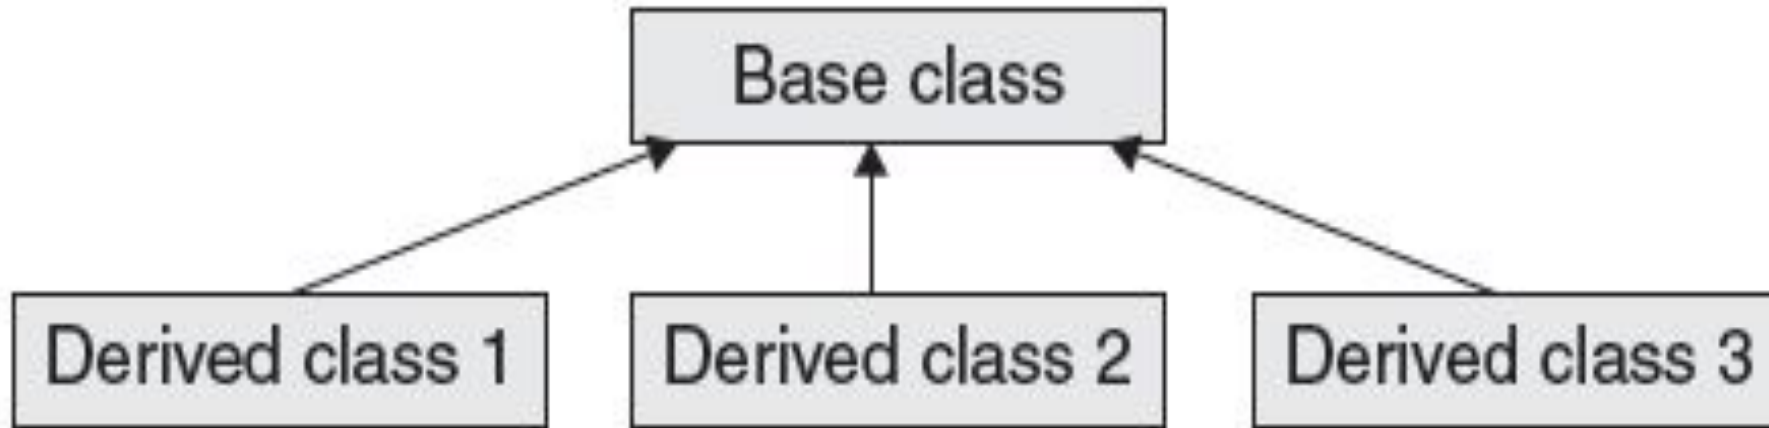 Base class
Derived class 1
Derived class 2
Derived class 3